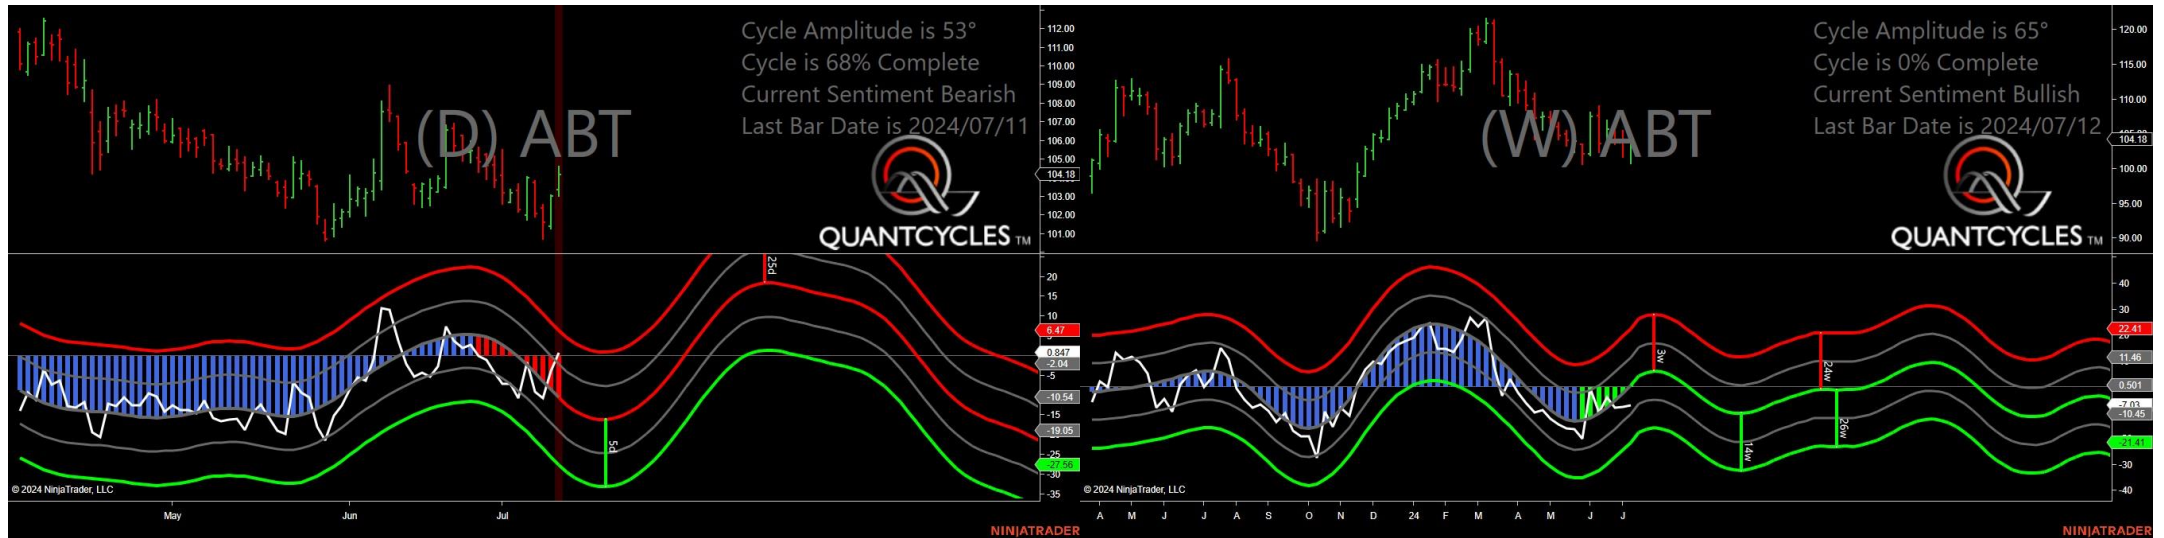 Cycle Amplitude is 53°
Cycle is 68% Complete
Current Sentiment Bearish
Last Bar Date is 2024/07/11
(D) ABT
QUANTCYCLES TM
112.00
111.00
110.00
109.00
108.00
107.00
106.00
105.00
104.18
103.00
102.00
101.00
25d
5d
20
15
10
6.47
0.847
-2.04
-5
-10.54
-15
-19.05
-25
-27.56
-30
-35
© 2024 NinjaTrader, LLC
May Jun Jul
NINJATRADER
Cycle Amplitude is 65°
Cycle is 0% Complete
Current Sentiment Bullish
Last Bar Date is 2024/07/12
(W) ABT
QUANTCYCLES TM
120.00
115.00
110.00
104.18
100.00
95.00
90.00
3w
24w
14w
26w
40
30
22.41
11.46
0.501
-7.03
-10.45
-21.41
-30
-40
© 2024 NinjaTrader, LLC
A M J J A S O N D 24 F M A M J J
NINJATRADER